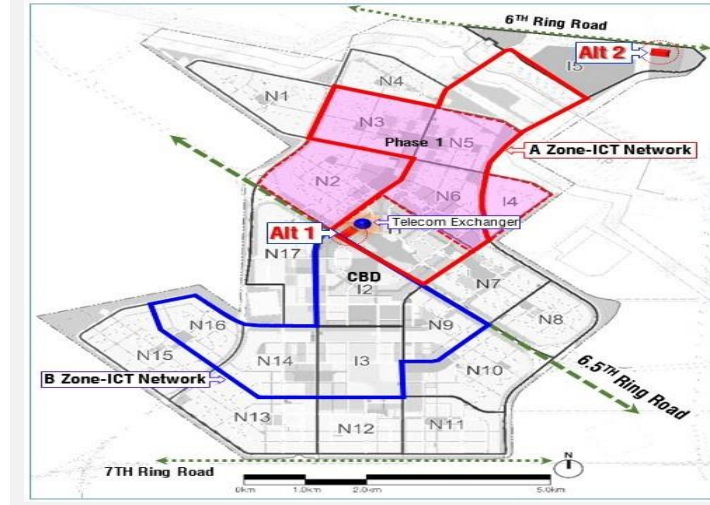 6TH Ring Road
Alt 2
I5
N4
N1
N3
Phase 1
N5
A Zone-ICT Network
N2
N6
I4
Telecom Exchanger
Alt 1
N17
CBD
I2
N7
N16
N9
N8
N15
N14
I3
N10
6.5TH Ring Road
B Zone-ICT Network
N13
N12
N11
7TH Ring Road
N
0km
1.0km
2.0km
5.0km